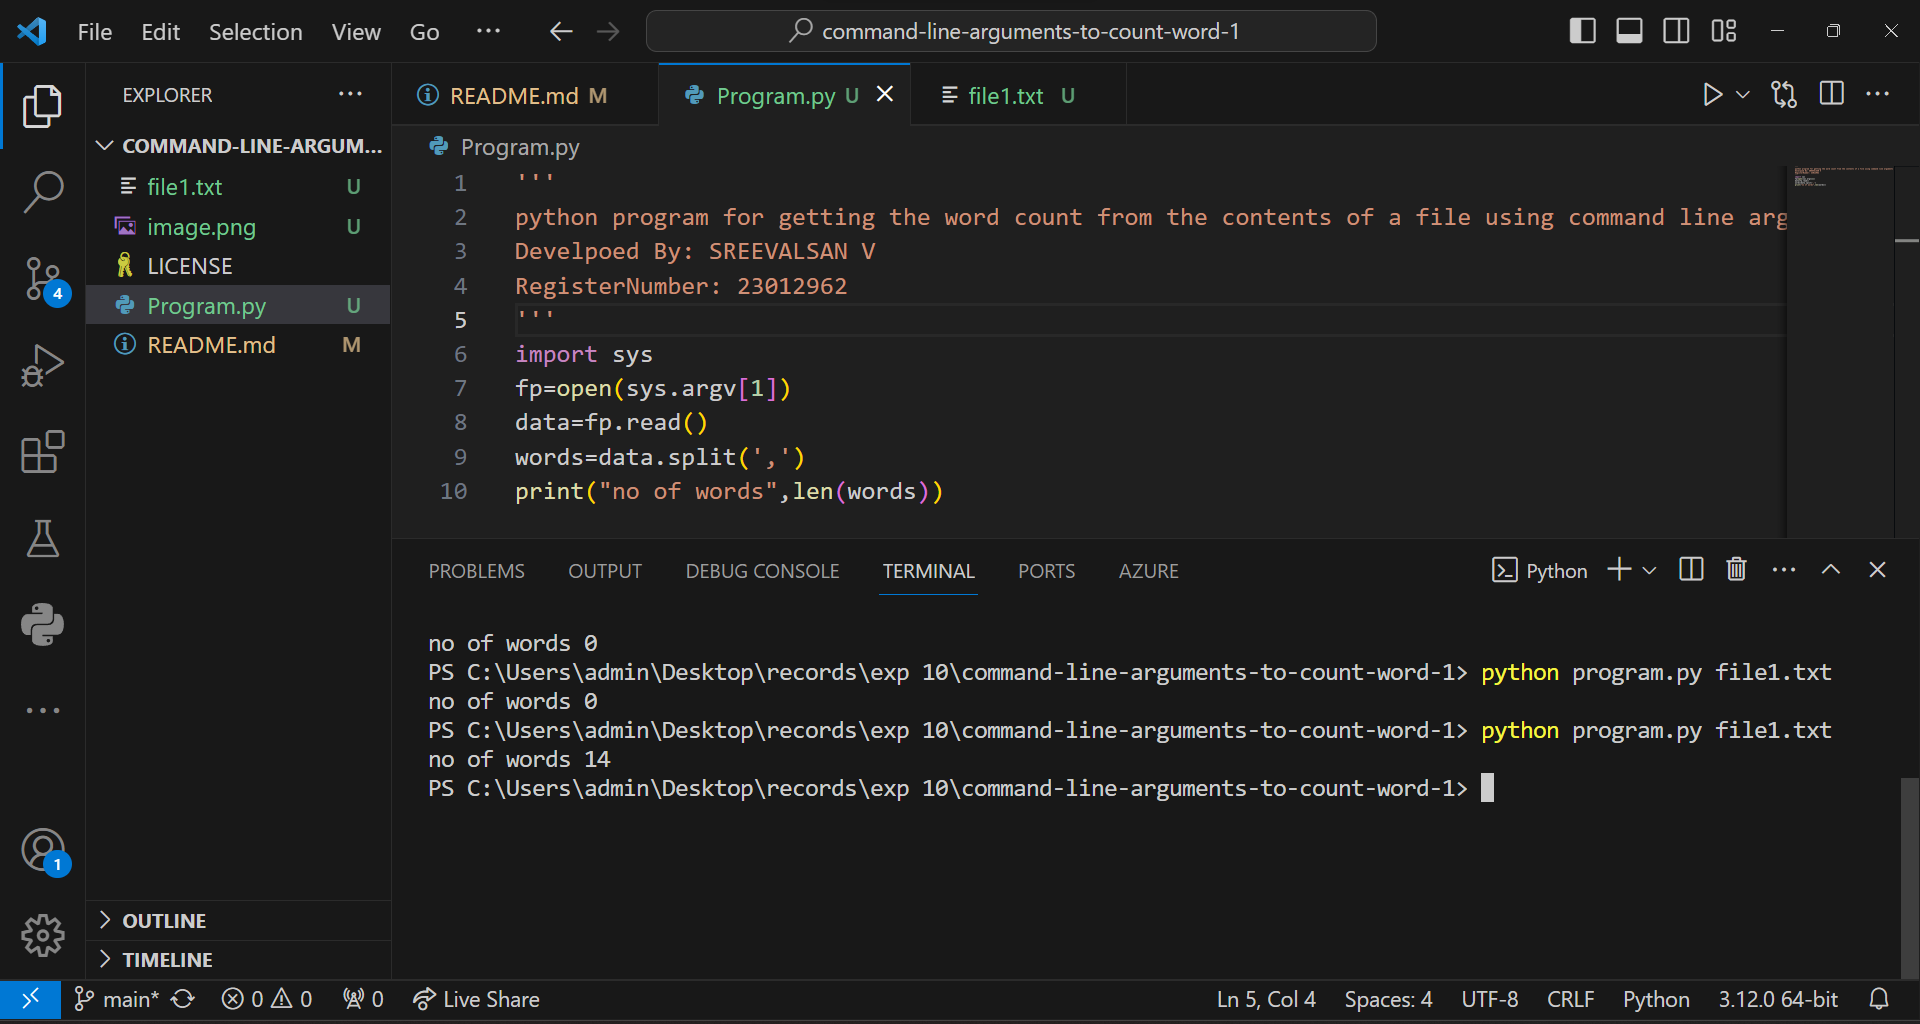 File Edit Selection View Go ... command-line-arguments-to-count-word-1
EXPLORER ...
COMMAND-LINE-ARGUM...
file1.txt U
image.png U
LICENSE
Program.py U
README.md M
OUTLINE
TIMELINE
4
1
README.md M Program.py U file1.txt U
Program.py
1 '''
2 python program for getting the word count from the contents of a file using command line arg
3 Develpoed By: SREEVALSAN V
4 RegisterNumber: 23012962
5 '''
6 import sys
7 fp=open(sys.argv[1])
8 data=fp.read()
9 words=data.split(',')
10 print("no of words",len(words))
PROBLEMS OUTPUT DEBUG CONSOLE TERMINAL PORTS AZURE Python
no of words 0
PS C:\Users\admin\Desktop\records\exp 10\command-line-arguments-to-count-word-1> python program.py file1.txt
no of words 0
PS C:\Users\admin\Desktop\records\exp 10\command-line-arguments-to-count-word-1> python program.py file1.txt
no of words 14
PS C:\Users\admin\Desktop\records\exp 10\command-line-arguments-to-count-word-1>
main* 0 0 0 Live Share Ln 5, Col 4 Spaces: 4 UTF-8 CRLF Python 3.12.0 64-bit